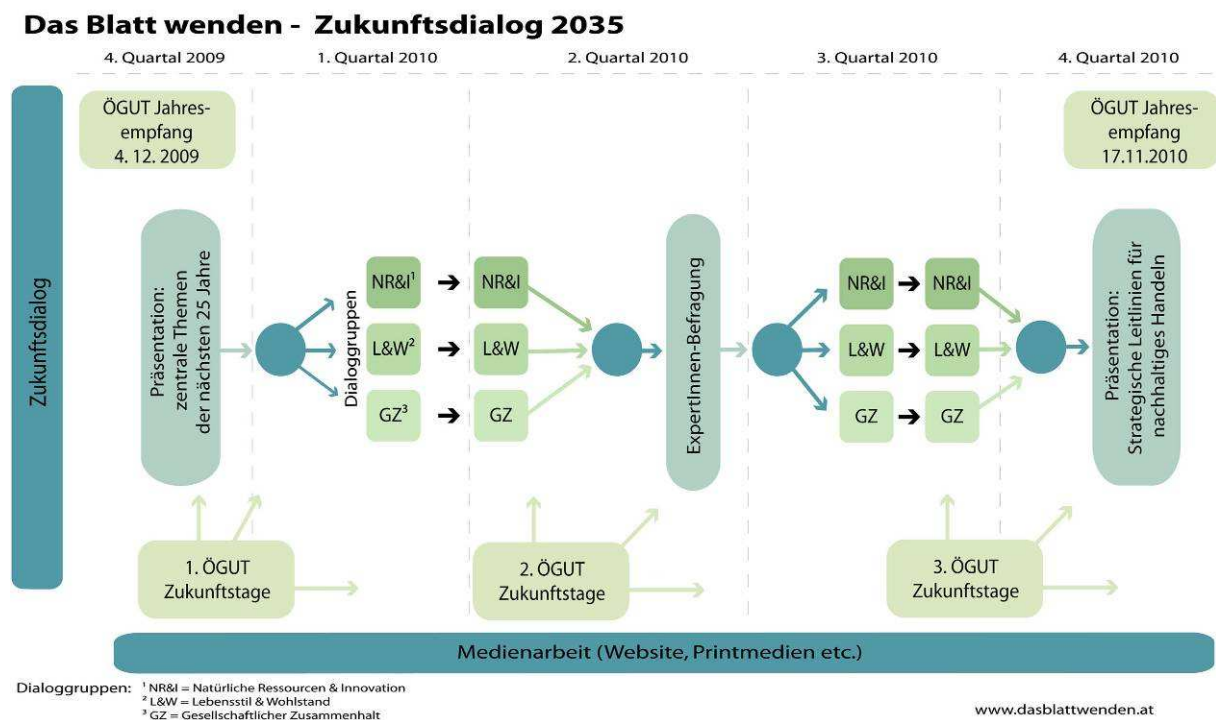 Das Blatt wenden - Zukunftsdialog 2035
4. Quartal 2009
1. Quartal 2010
2. Quartal 2010
3. Quartal 2010
4. Quartal 2010
Zukunftsdialog
ÖGUT Jahres-
empfang
4. 12. 2009
ÖGUT Jahres-
empfang
17.11.2010
Präsentation:
zentrale Themen
der nächsten 25 Jahre
Dialoggruppen
NR&I¹
NR&I
L&W²
L&W
GZ³
GZ
ExpertInnen-Befragung
NR&I
NR&I
L&W
L&W
GZ
GZ
Präsentation:
Strategische Leitlinien für
nachhaltiges Handeln
1. ÖGUT
Zukunftstage
2. ÖGUT
Zukunftstage
3. ÖGUT
Zukunftstage
Medienarbeit (Website, Printmedien etc.)
Dialoggruppen: ¹ NR&I = Natürliche Ressourcen & Innovation
² L&W = Lebensstil & Wohlstand
³ GZ = Gesellschaftlicher Zusammenhalt
www.dasblattwenden.at